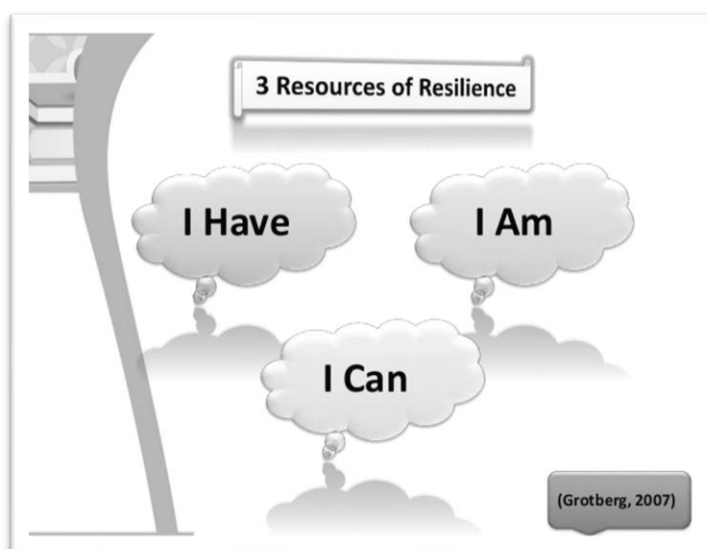 3 Resources of Resilience
I Have
I Am
I Can
(Grotberg, 2007)